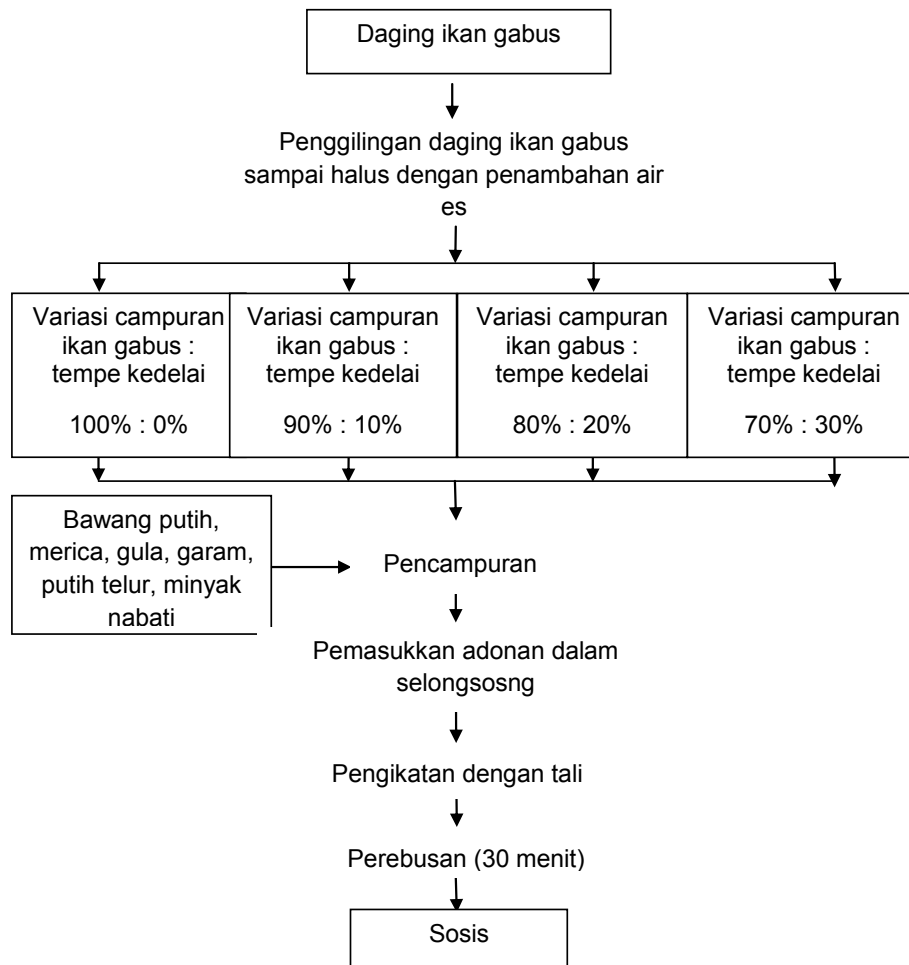 Daging ikan gabus
Penggilingan daging ikan gabus
sampai halus dengan penambahan air
es
Variasi campuran
ikan gabus :
tempe kedelai
100% : 0%
Variasi campuran
ikan gabus :
tempe kedelai
90% : 10%
Variasi campuran
ikan gabus :
tempe kedelai
80% : 20%
Variasi campuran
ikan gabus :
tempe kedelai
70% : 30%
Bawang putih,
merica, gula, garam,
putih telur, minyak
nabati
Pencampuran
Pemasukkan adonan dalam
selongsosng
Pengikatan dengan tali
Perebusan (30 menit)
Sosis